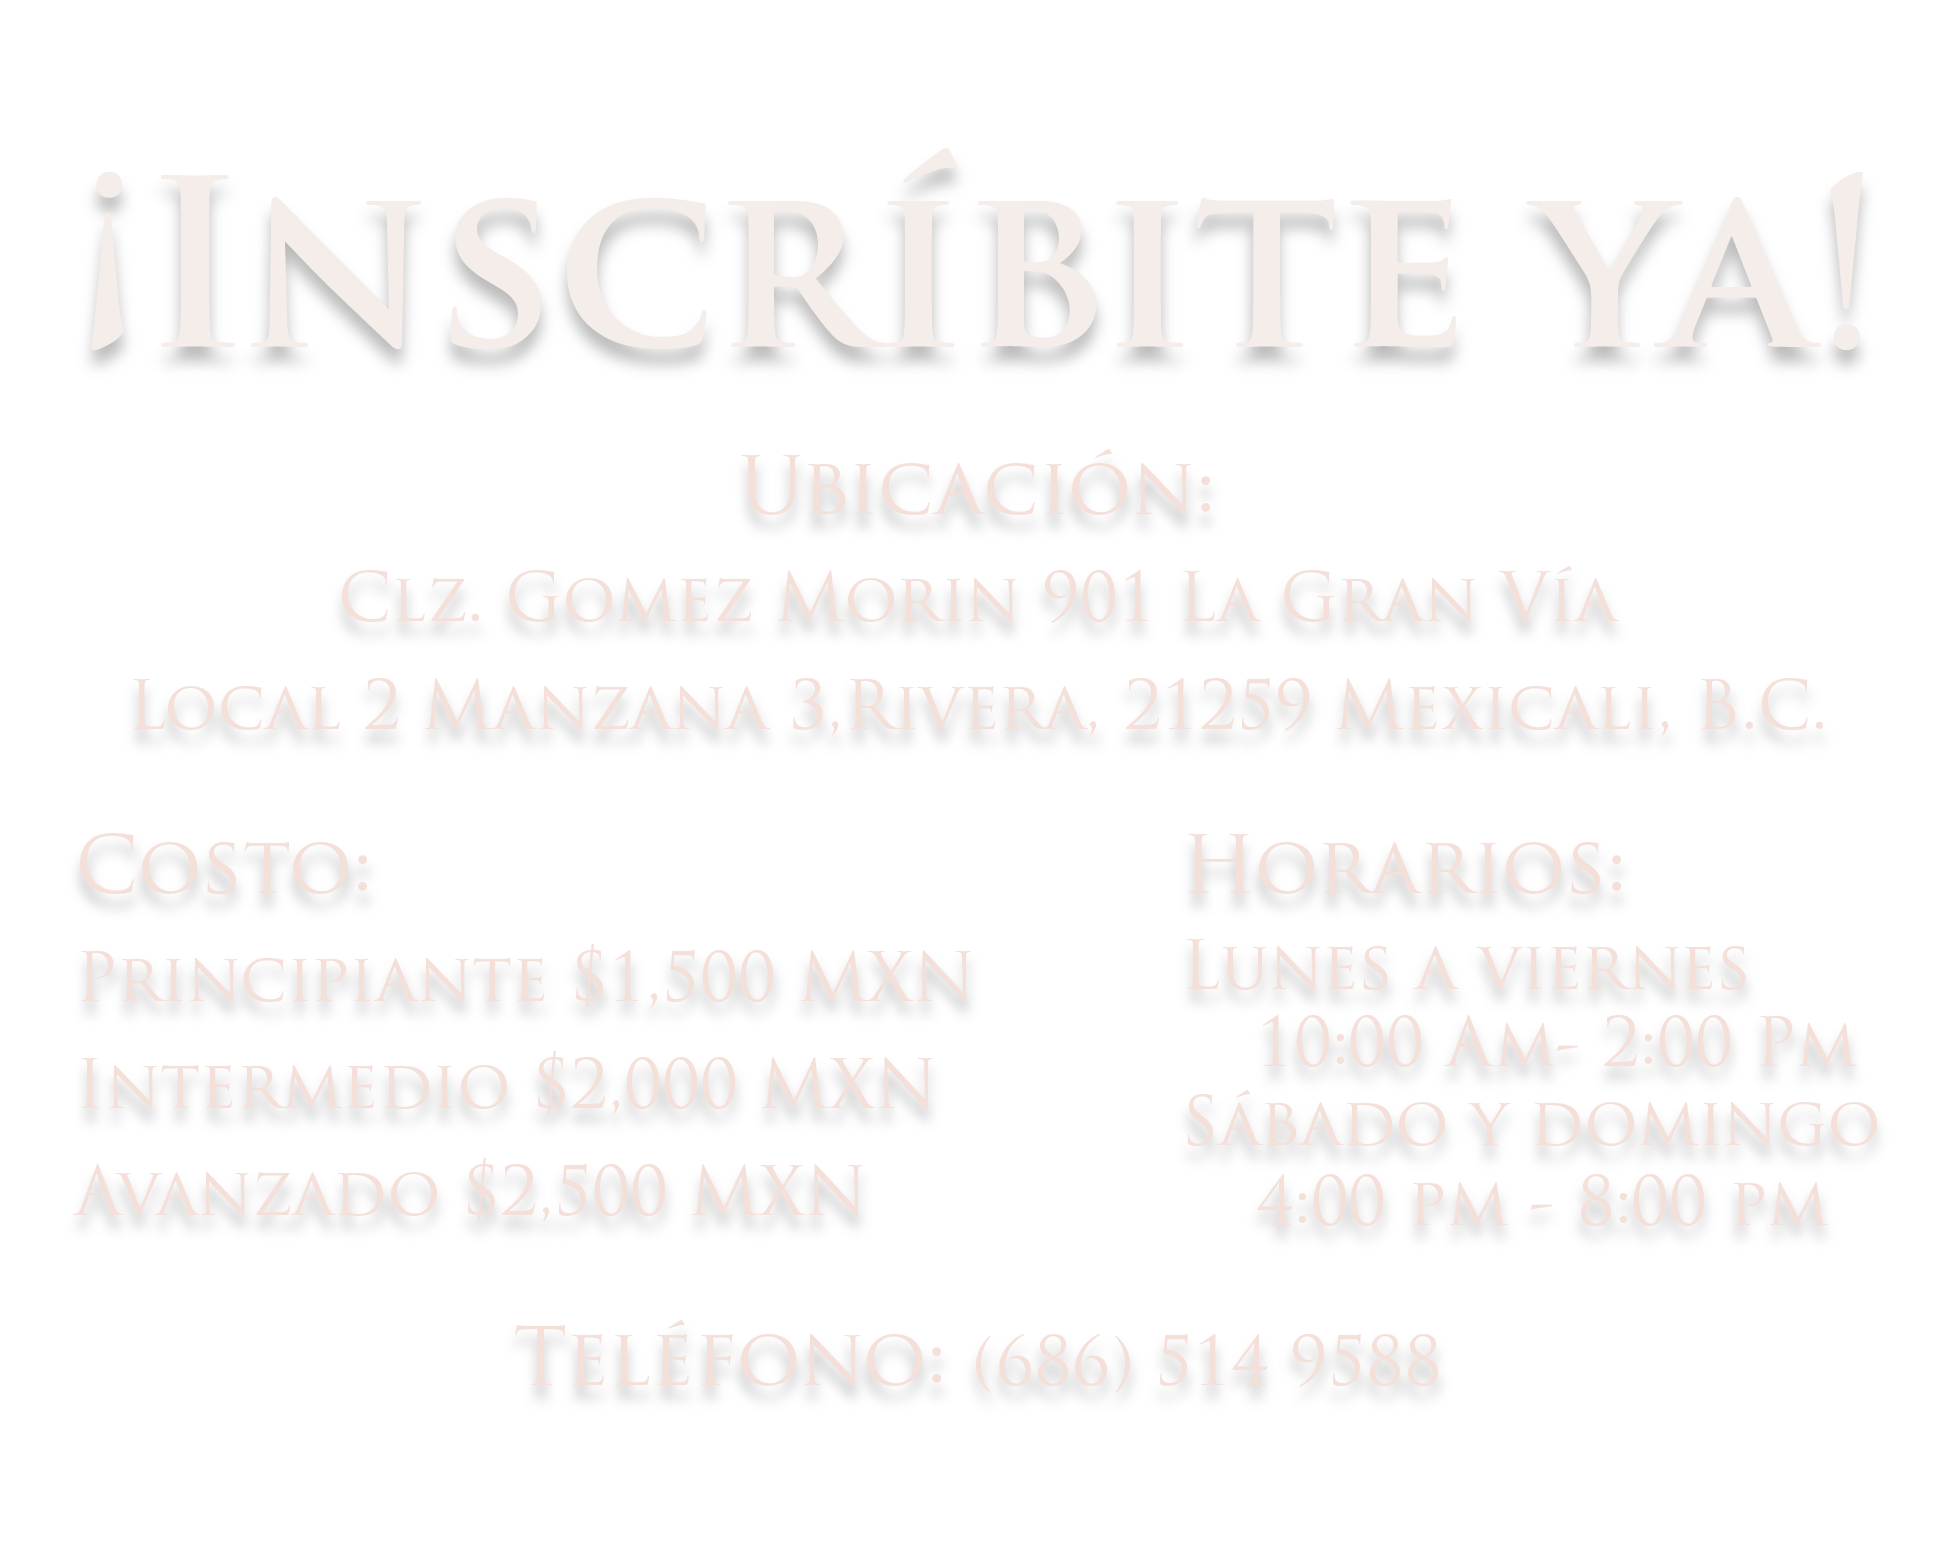 ¡Inscríbite ya!
Ubicación:
Clz. Gomez Morin 901 La Gran Vía
Local 2 Manzana 3,Rivera, 21259 Mexicali, B.C.
Costo:
Principiante $1,500 MXN
Intermedio $2,000 MXN
Avanzado $2,500 MXN
Horarios:
Lunes a viernes
10:00 Am- 2:00 Pm
Sábado y domingo
4:00 pm - 8:00 pm
Teléfono: (686) 514 9588